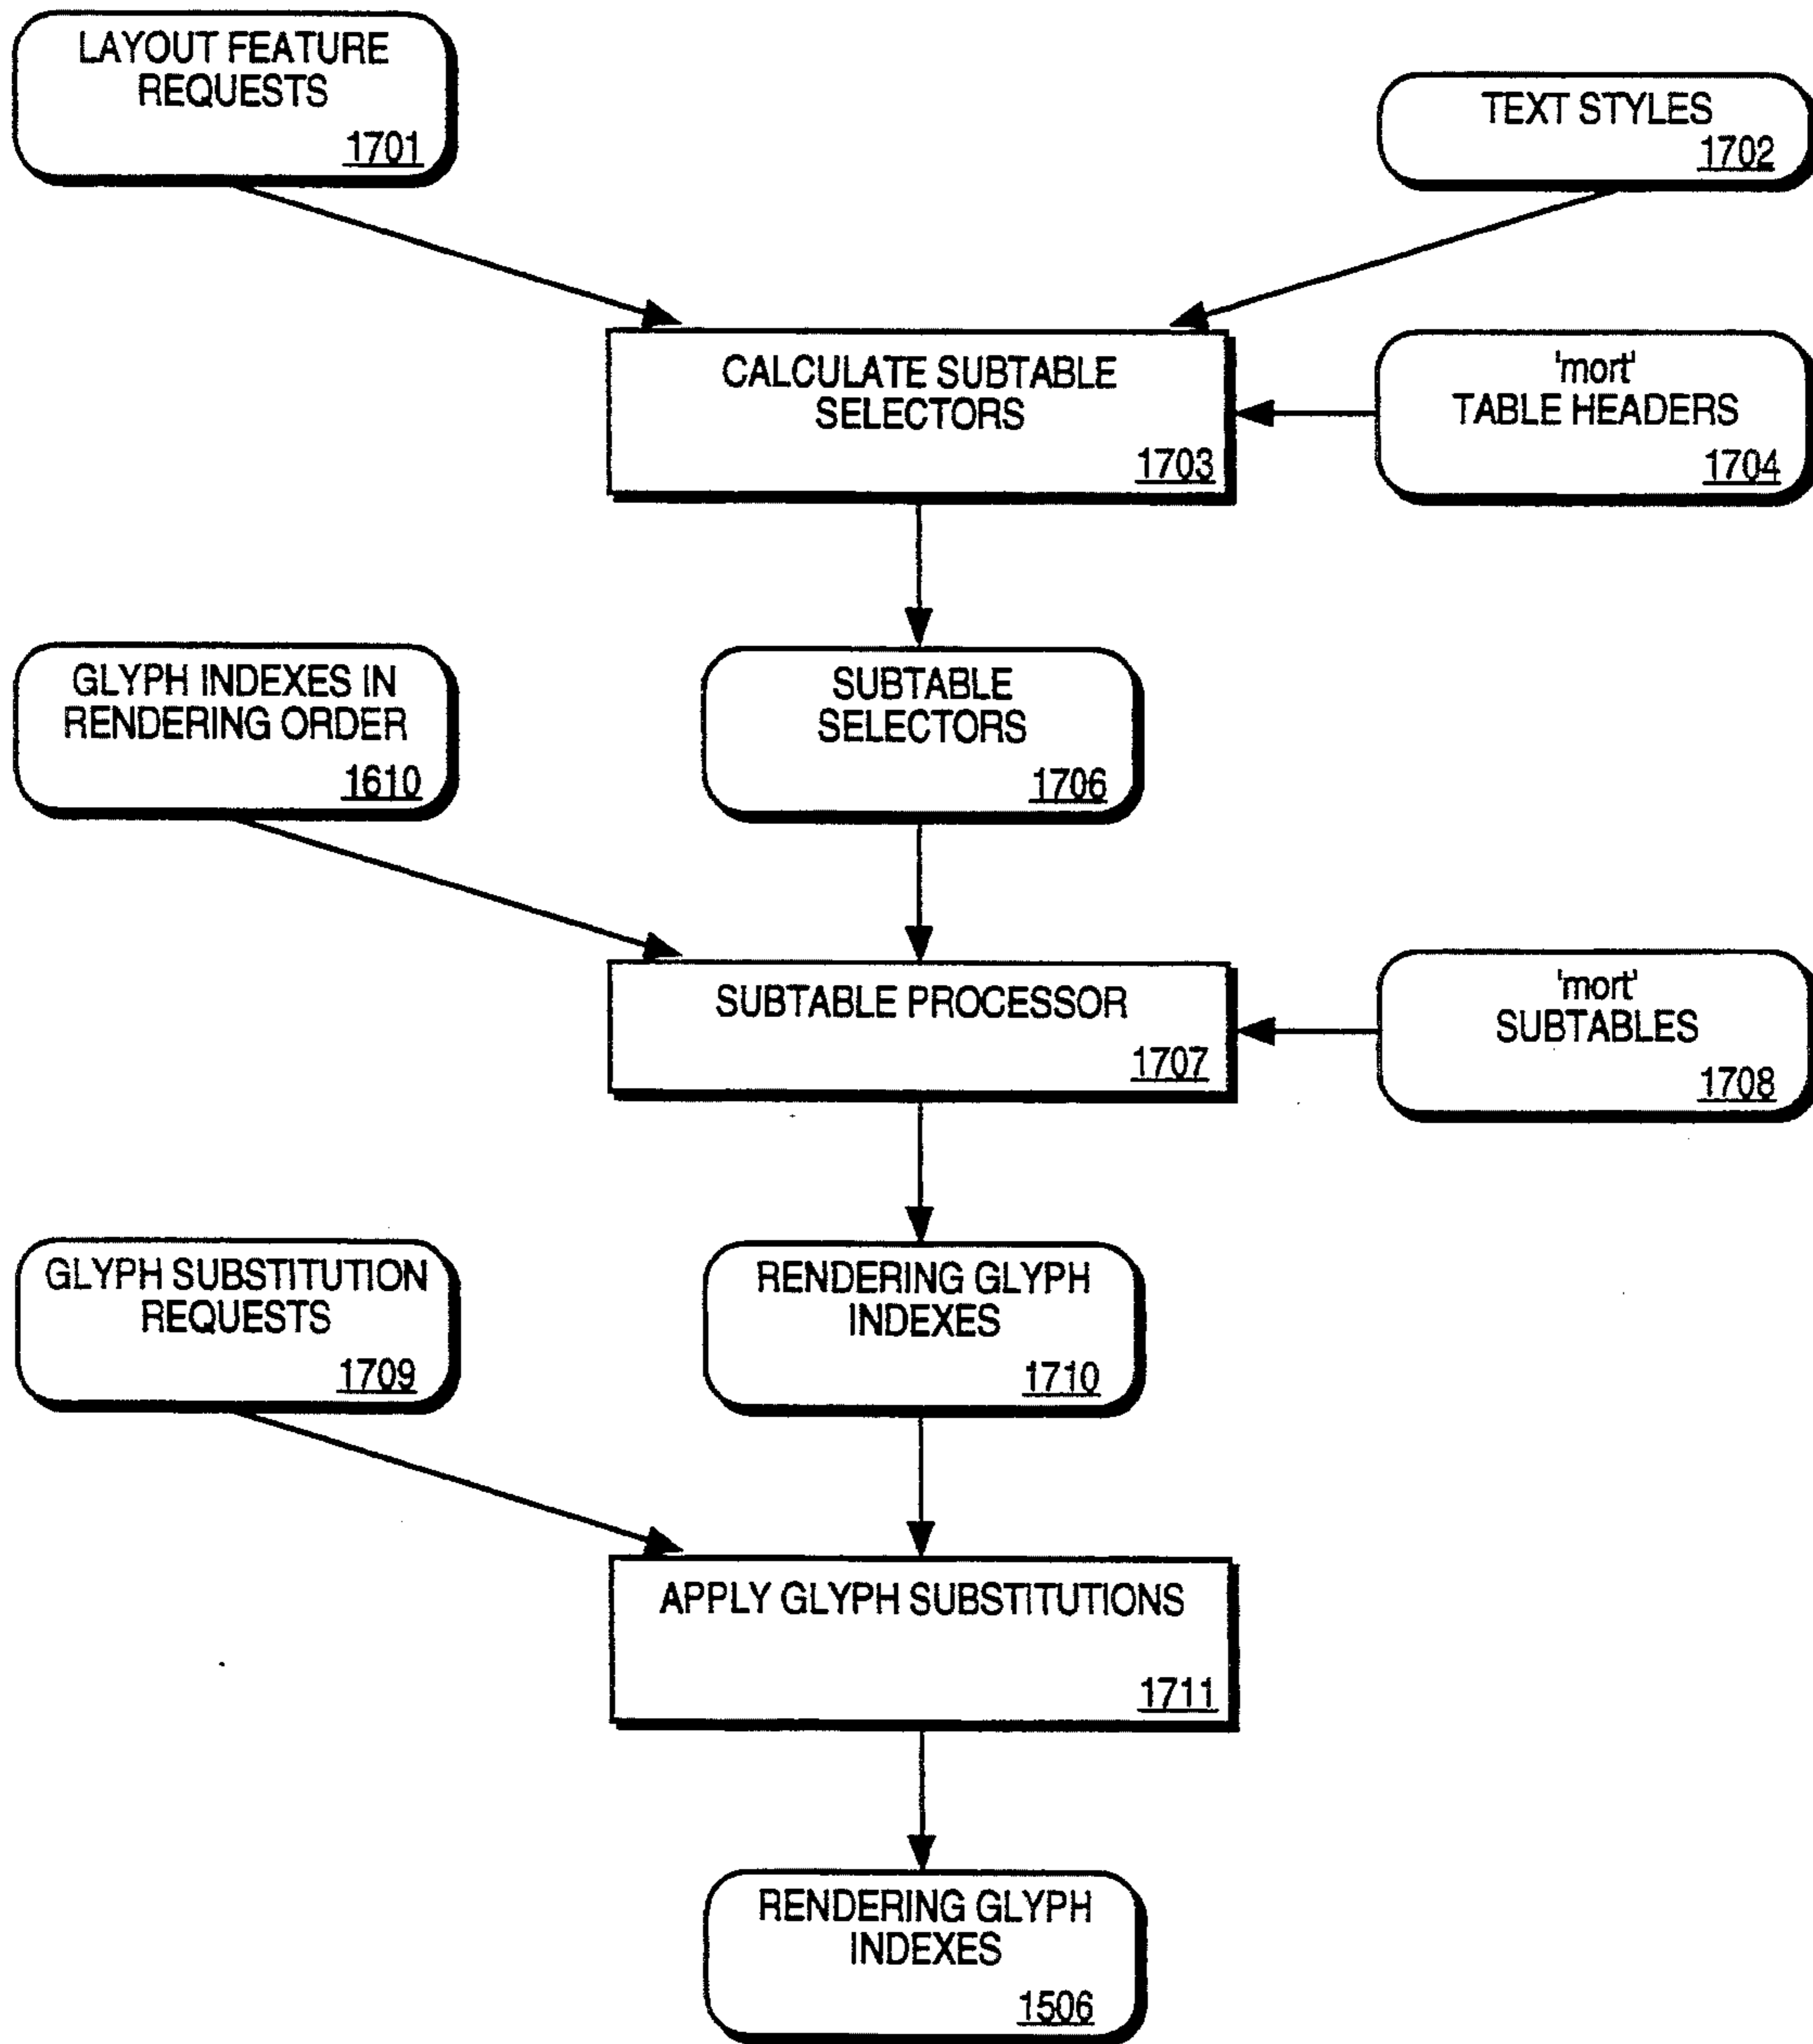 LAYOUT FEATURE
REQUESTS
1701
TEXT STYLES
1702
CALCULATE SUBTABLE
SELECTORS
1703
'mort'
TABLE HEADERS
1704
GLYPH INDEXES IN
RENDERING ORDER
1610
SUBTABLE
SELECTORS
1706
SUBTABLE PROCESSOR
1707
'mort'
SUBTABLES
1708
GLYPH SUBSTITUTION
REQUESTS
1709
RENDERING GLYPH
INDEXES
1710
APPLY GLYPH SUBSTITUTIONS
1711
RENDERING GLYPH
INDEXES
1506